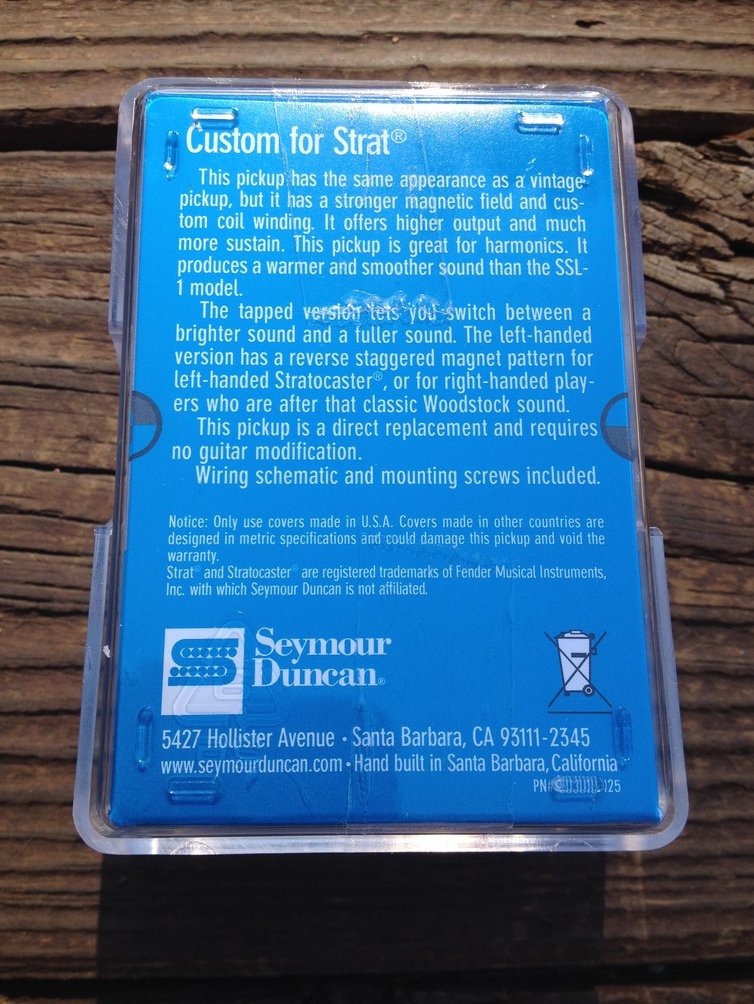 Custom for Strat®
This pickup has the same appearance as a vintage
pickup, but it has a stronger magnetic field and cus-
tom coil winding. It offers higher output and much
more sustain. This pickup is great for harmonics. It
produces a warmer and smoother sound than the SSL-
1 model.
The tapped version lets you switch between a
brighter sound and a fuller sound. The left-handed
version has a reverse staggered magnet pattern for
left-handed Stratocaster®, or for right-handed play-
ers who are after that classic Woodstock sound.
This pickup is a direct replacement and requires
no guitar modification.
Wiring schematic and mounting screws included.
Notice: Only use covers made in U.S.A. Covers made in other countries are
designed in metric specifications and could damage this pickup and void the
warranty.
Strat® and Stratocaster® are registered trademarks of Fender Musical Instruments,
Inc. with which Seymour Duncan is not affiliated.
Seymour
Duncan®
5427 Hollister Avenue • Santa Barbara, CA 93111-2345
www.seymourduncan.com • Hand built in Santa Barbara, California
PN#